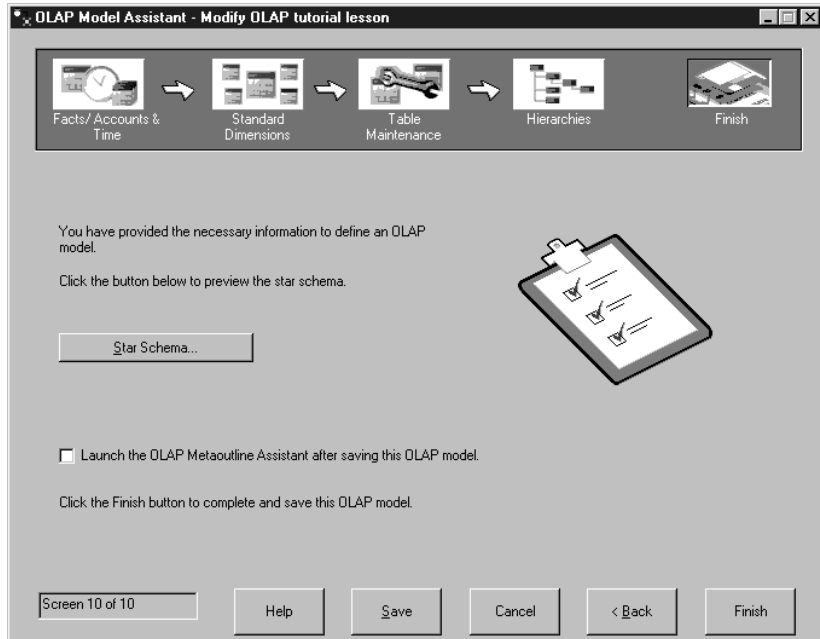 OLAP Model Assistant - Modify OLAP tutorial lesson
Facts/Accounts &
Time
Standard
Dimensions
Table
Maintenance
Hierarchies
Finish
You have provided the necessary information to define an OLAP
model.
Click the button below to preview the star schema.
Star Schema...
Launch the OLAP Metaoutline Assistant after saving this OLAP model.
Click the Finish button to complete and save this OLAP model.
Screen 10 of 10
Help
Save
Cancel
< Back
Finish